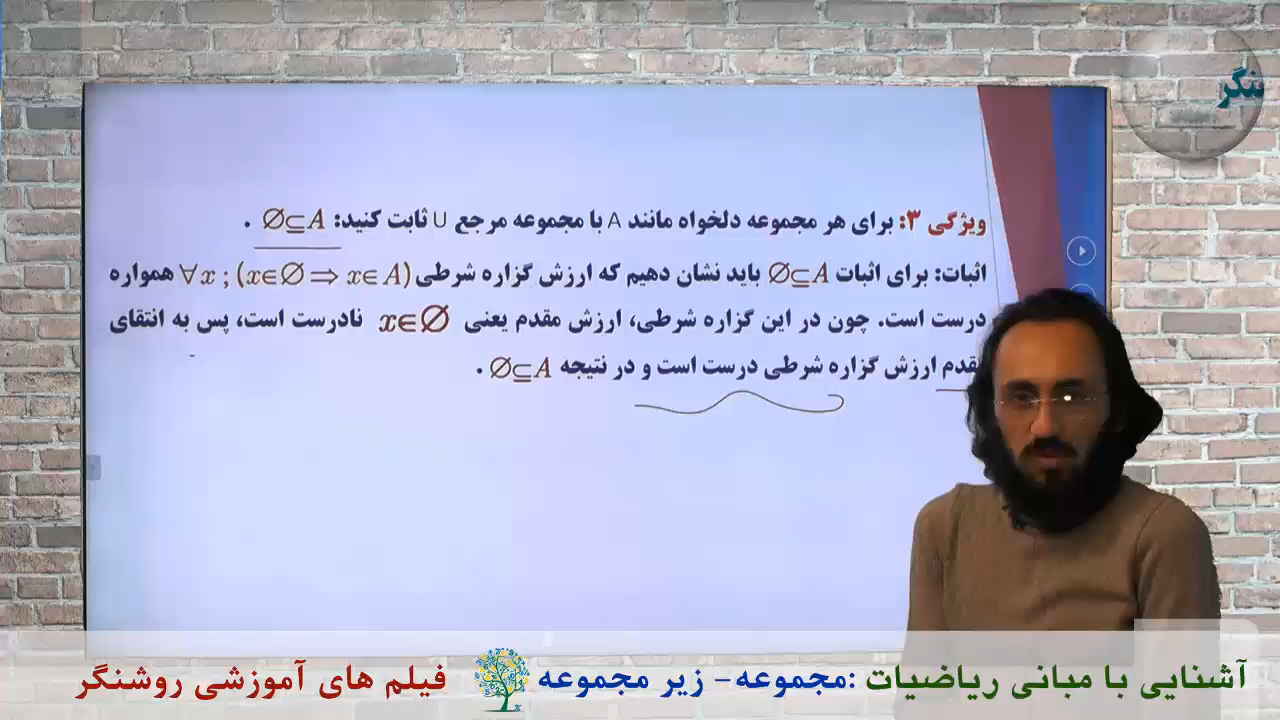 ننگر
ویژگی ۳: برای هر مجموعه دلخواه مانند A با مجموعه مرجع U ثابت کنید: ∅⊆A .
اثبات: برای اثبات ∅⊆A باید نشان دهیم که ارزش گزاره شرطی ∀x ; (x∈∅ ⇒ x∈A) همواره
درست است. چون در این گزاره شرطی، ارزش مقدم یعنی x∈∅ نادرست است، پس به انتقای
مقدم ارزش گزاره شرطی درست است و در نتیجه ∅⊆A .
آشنایی با مبانی ریاضیات :مجموعه- زیر مجموعه فیلم های آموزشی روشنگر